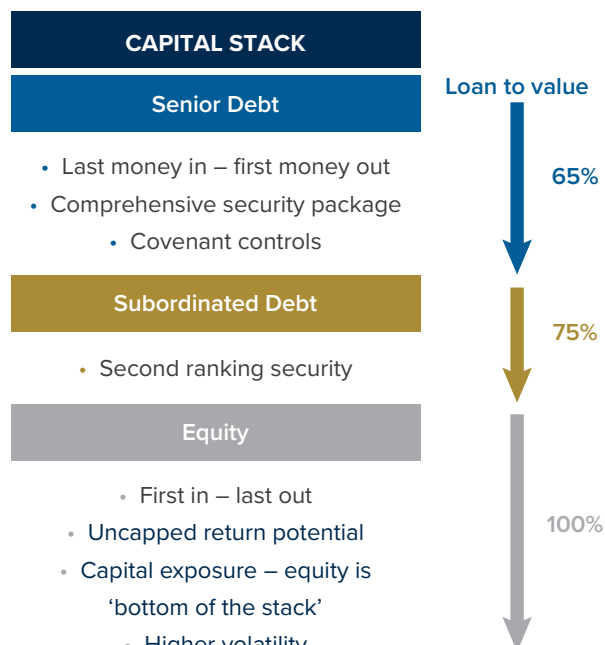 CAPITAL STACK
Loan to value
Senior Debt
• Last money in – first money out
65%
• Comprehensive security package
• Covenant controls
Subordinated Debt
75%
• Second ranking security
Equity
• First in – last out
100%
• Uncapped return potential
• Capital exposure – equity is
‘bottom of the stack’
• Higher volatility